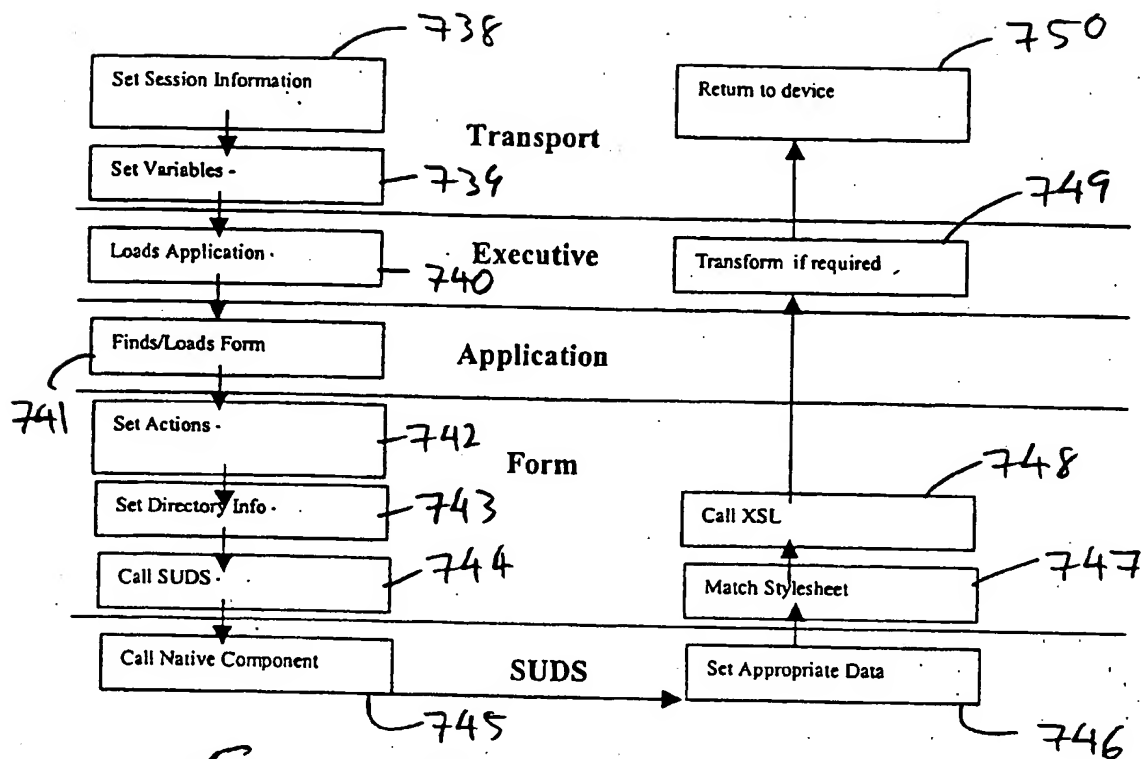 738
750
Set Session Information
Return to device
Transport
Set Variables -
739
749
Loads Application -
Executive
Transform if required
740
Finds/Loads Form
Application
741
Set Actions -
742
Form
748
Set Directory Info -
743
Call XSL
Call SUDS -
744
747
Match Stylesheet
Call Native Component
SUDS
Set Appropriate Data
745
746